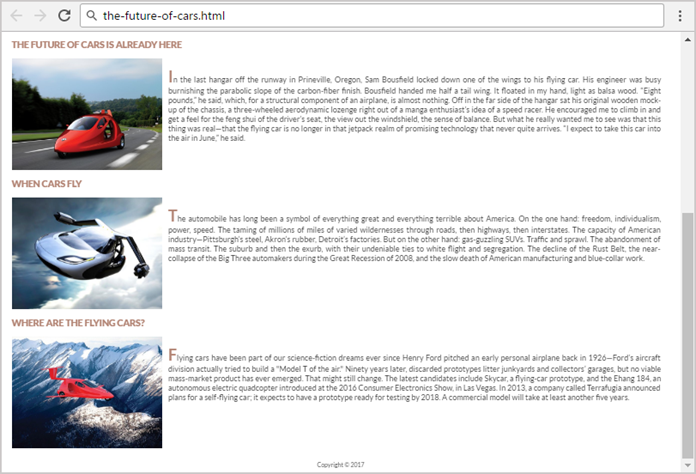 the-future-of-cars.html
THE FUTURE OF CARS IS ALREADY HERE
In the last hangar off the runway in Prineville, Oregon, Sam Bousfield locked down one of the wings to his flying car. His engineer was busy
burnishing the parabolic slope of the carbon-fiber finish. Bousfield handed me half a tail wing. It floated in my hand, light as balsa wood. "Eight
pounds," he said, which, for a structural component of an airplane, is almost nothing. Off in the far side of the hangar sat his original wooden mock-
up of the chassis, a three-wheeled aerodynamic lozenge right out of a manga enthusiast's idea of a speed racer. He encouraged me to climb in and
get a feel for the feng shui of the driver's seat, the view out the windshield, the sense of balance. But what he really wanted me to see was that this
thing was real—that the flying car is no longer in that jetpack realm of promising technology that never quite arrives. "I expect to take this car into
the air in June," he said.
WHEN CARS FLY
The automobile has long been a symbol of everything great and everything terrible about America. On the one hand: freedom, individualism,
power, speed. The taming of millions of miles of varied wildernesses through roads, then highways, then interstates. The capacity of American
industry—Pittsburgh's steel, Akron's rubber, Detroit's factories. But on the other hand: gas-guzzling SUVs. Traffic and sprawl. The abandonment of
mass transit. The suburb and then the exurb, with their undeniable ties to white flight and segregation. The decline of the Rust Belt, the near-
collapse of the Big Three automakers during the Great Recession of 2008, and the slow death of American manufacturing and blue-collar work.
WHERE ARE THE FLYING CARS?
Flying cars have been part of our science-fiction dreams ever since Henry Ford pitched an early personal airplane back in 1926—Ford's aircraft
division actually tried to build a "Model T of the air." Ninety years later, discarded prototypes litter junkyards and collectors' garages, but no viable
mass-market product has ever emerged. That might still change. The latest candidates include Skycar, a flying-car prototype, and the Ehang 184, an
autonomous electric quadcopter introduced at the 2016 Consumer Electronics Show, in Las Vegas. In 2013, a company called Terrafugia announced
plans for a self-flying car; it expects to have a prototype ready for testing by 2018. A commercial model will take at least another five years.
Copyright © 2017